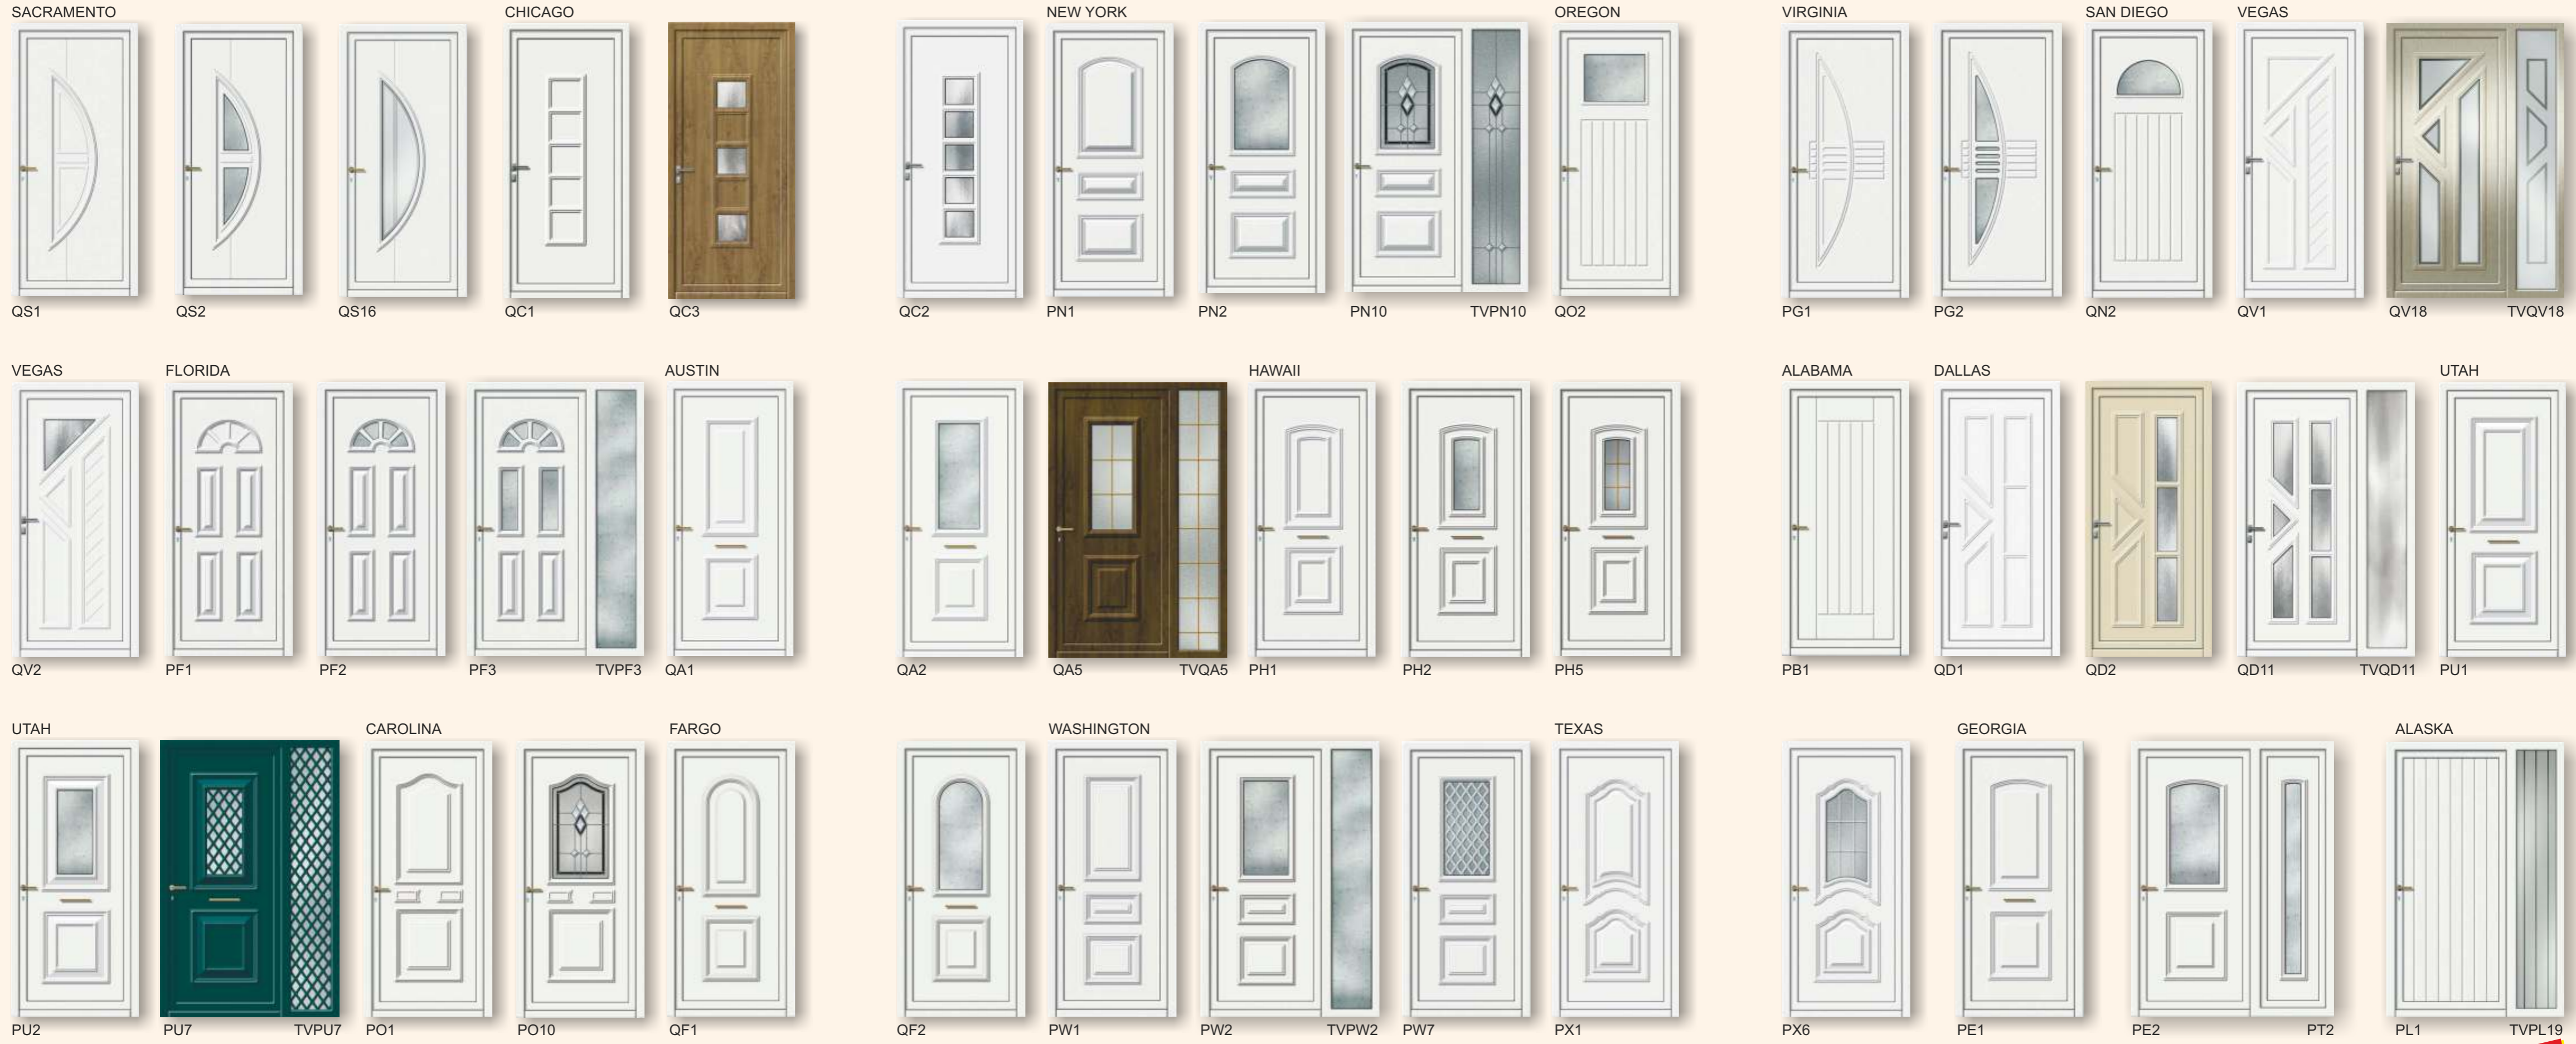 SACRAMENTO CHICAGO NEW YORK OREGON VIRGINIA SAN DIEGO VEGAS
QS1 QS2 QS16 QC1 QC3 QC2 PN1 PN2 PN10 TVPN10 QO2 PG1 PG2 QN2 QV1 QV18 TVQV18
VEGAS FLORIDA AUSTIN HAWAII ALABAMA DALLAS UTAH
QV2 PF1 PF2 PF3 TVPF3 QA1 QA2 QA5 TVQA5 PH1 PH2 PH5 PB1 QD1 QD2 QD11 TVQD11 PU1
UTAH CAROLINA FARGO WASHINGTON TEXAS GEORGIA ALASKA
PU2 PU7 TVPU7 PO1 PO10 QF1 QF2 PW1 PW2 TVPW2 PW7 PX1 PX6 PE1 PE2 PT2 PL1 TVPL19